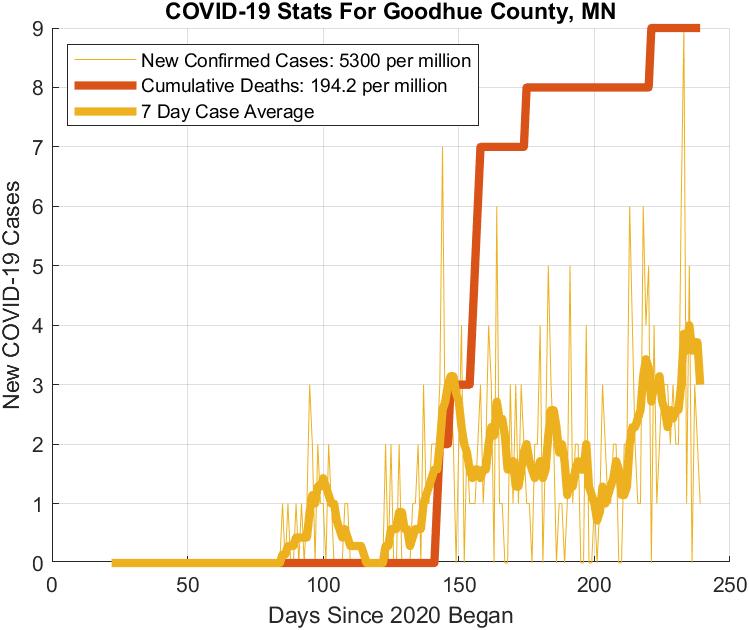 COVID-19 Stats For Goodhue County, MN
New Confirmed Cases: 5300 per million
Cumulative Deaths: 194.2 per million
7 Day Case Average
New COVID-19 Cases
9
8
7
6
5
4
3
2
1
0
0 50 100 150 200 250
Days Since 2020 Began